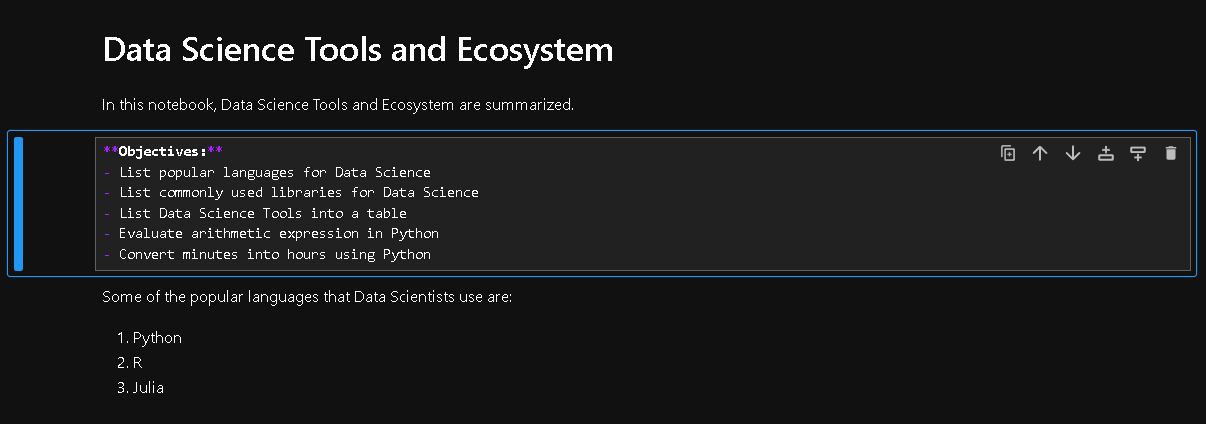 Data Science Tools and Ecosystem
In this notebook, Data Science Tools and Ecosystem are summarized.
**Objectives:**
- List popular languages for Data Science
- List commonly used libraries for Data Science
- List Data Science Tools into a table
- Evaluate arithmetic expression in Python
- Convert minutes into hours using Python
Some of the popular languages that Data Scientists use are:
1. Python
2. R
3. Julia